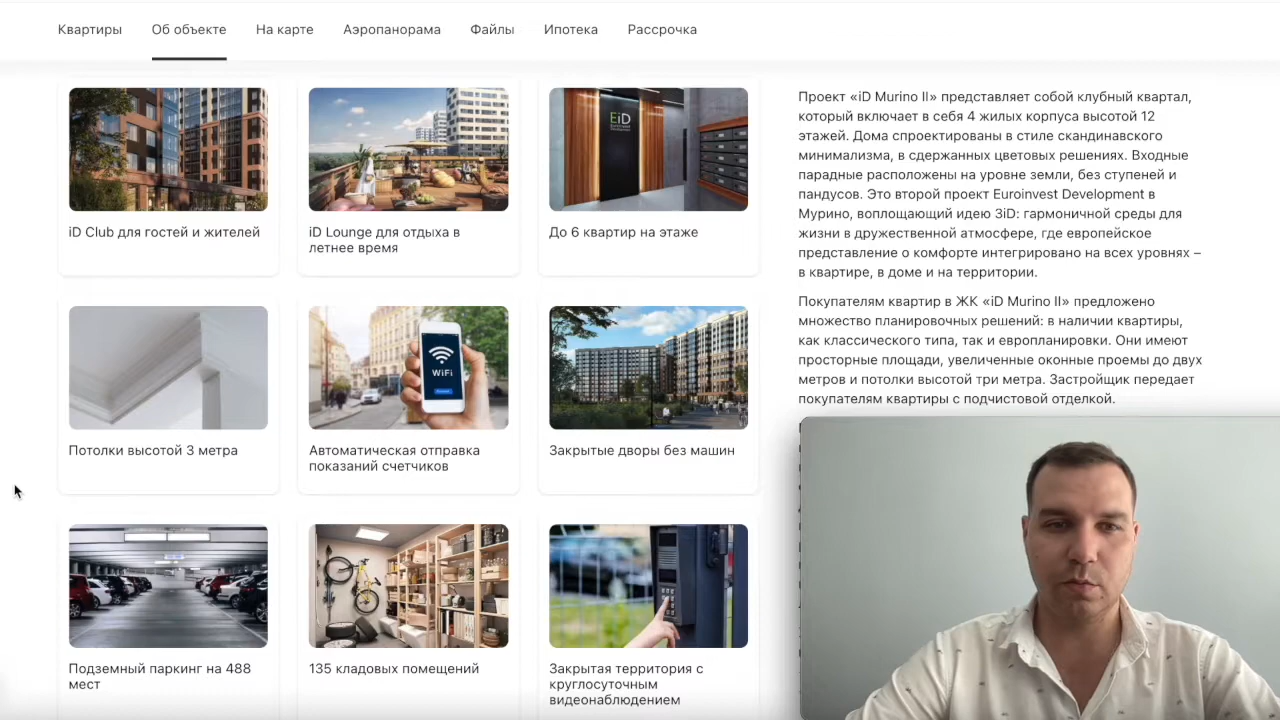 Квартиры
Об объекте
На карте
Аэропанорама
Файлы
Ипотека
Рассрочка
EiD
iD Club для гостей и жителей
iD Lounge для отдыха в
летнее время
До 6 квартир на этаже
WiFi
Потолки высотой 3 метра
Автоматическая отправка
показаний счетчиков
Закрытые дворы без машин
Подземный паркинг на 488
мест
135 кладовых помещений
Закрытая территория с
круглосуточным
видеонаблюдением
Проект «iD Murino II» представляет собой клубный квартал,
который включает в себя 4 жилых корпуса высотой 12
этажей. Дома спроектированы в стиле скандинавского
минимализма, в сдержанных цветовых решениях. Входные
парадные расположены на уровне земли, без ступеней и
пандусов. Это второй проект Euroinvest Development в
Мурино, воплощающий идею 3iD: гармоничной среды для
жизни в дружественной атмосфере, где европейское
представление о комфорте интегрировано на всех уровнях –
в квартире, в доме и на территории.
Покупателям квартир в ЖК «iD Murino II» предложено
множество планировочных решений: в наличии квартиры,
как классического типа, так и европланировки. Они имеют
просторные площади, увеличенные оконные проемы до двух
метров и потолки высотой три метра. Застройщик передает
покупателям квартиры с подчистовой отделкой.